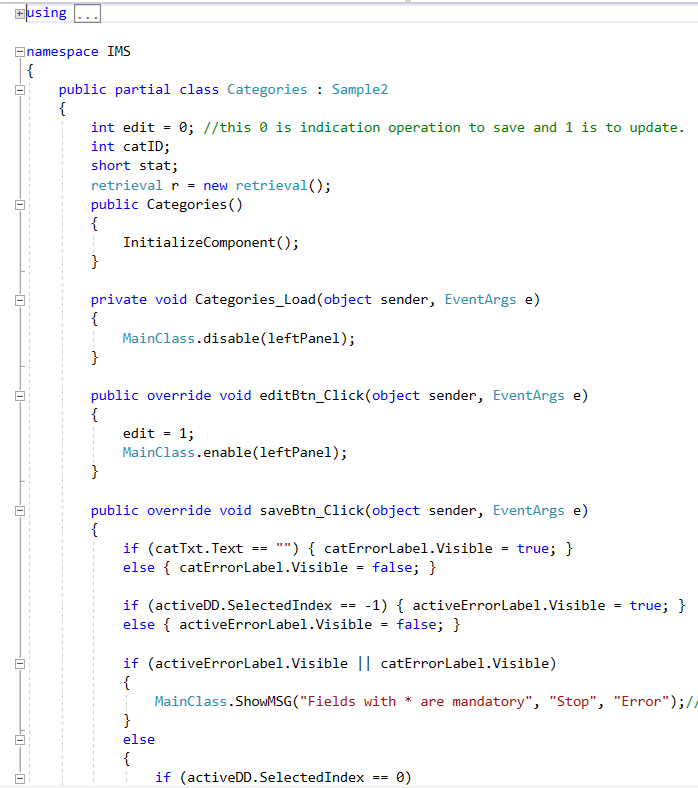 using ...
namespace IMS
{
public partial class Categories : Sample2
{
int edit = 0; //this 0 is indication operation to save and 1 is to update.
int catID;
short stat;
retrieval r = new retrieval();
public Categories()
{
InitializeComponent();
}
private void Categories_Load(object sender, EventArgs e)
{
MainClass.disable(leftPanel);
}
public override void editBtn_Click(object sender, EventArgs e)
{
edit = 1;
MainClass.enable(leftPanel);
}
public override void saveBtn_Click(object sender, EventArgs e)
{
if (catTxt.Text == "") { catErrorLabel.Visible = true; }
else { catErrorLabel.Visible = false; }
if (activeDD.SelectedIndex == -1) { activeErrorLabel.Visible = true; }
else { activeErrorLabel.Visible = false; }
if (activeErrorLabel.Visible || catErrorLabel.Visible)
{
MainClass.ShowMSG("Fields with * are mandatory", "Stop", "Error");//
}
else
{
if (activeDD.SelectedIndex == 0)